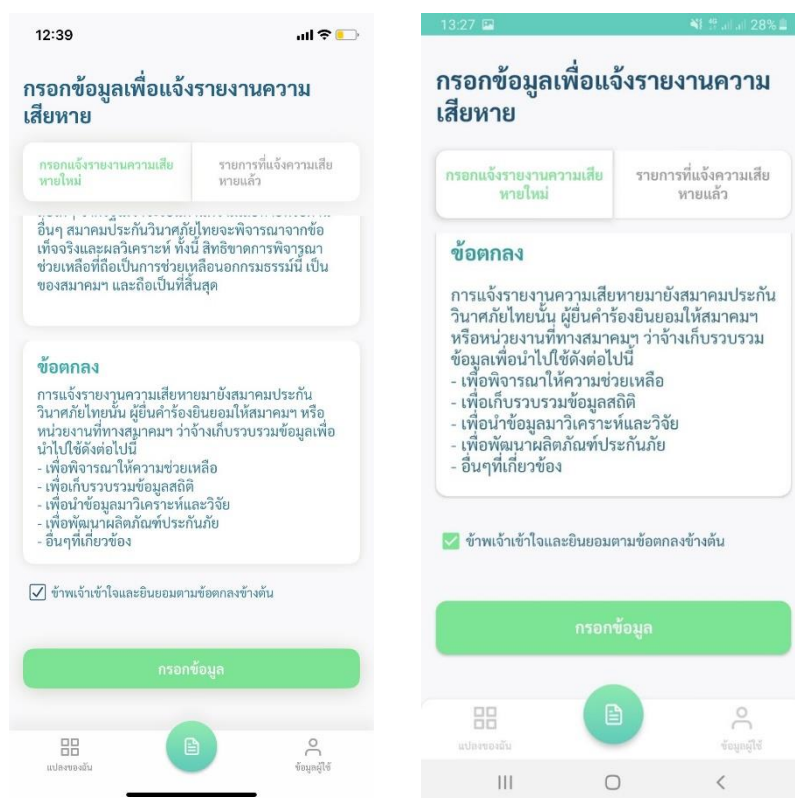 12:39
กรอกข้อมูลเพื่อแจ้งรายงานความ
เสียหาย
กรอกแจ้งรายงานความเสีย
หายใหม่
รายการที่แจ้งความเสีย
หายแล้ว
อื่นๆ สมาคมประกันวินาศภัยไทยจะพิจารณาจากข้อ
เท็จจริงและผลวิเคราะห์ ทั้งนี้ สิทธิขาดการพิจารณา
ช่วยเหลือที่ถือเป็นการช่วยเหลือนอกกรมธรรม์นี้ เป็น
ของสมาคมฯ และถือเป็นที่สิ้นสุด
ข้อตกลง
การแจ้งรายงานความเสียหายมายังสมาคมประกัน
วินาศภัยไทยนั้น ผู้ยื่นคำร้องยินยอมให้สมาคมฯ หรือ
หน่วยงานที่ทางสมาคมฯ ว่าจ้างเก็บรวบรวมข้อมูลเพื่อ
นำไปใช้ดังต่อไปนี้
- เพื่อพิจารณาให้ความช่วยเหลือ
- เพื่อเก็บรวบรวมข้อมูลสถิติ
- เพื่อนำข้อมูลมาวิเคราะห์และวิจัย
- เพื่อพัฒนาผลิตภัณฑ์ประกันภัย
- อื่นๆที่เกี่ยวข้อง
ข้าพเจ้าเข้าใจและยินยอมตามข้อตกลงข้างต้น
กรอกข้อมูล
แปลงของฉัน
ข้อมูลผู้ใช้
13:27
28%
กรอกข้อมูลเพื่อแจ้งรายงานความ
เสียหาย
กรอกแจ้งรายงานความเสีย
หายใหม่
รายการที่แจ้งความเสีย
หายแล้ว
ข้อตกลง
การแจ้งรายงานความเสียหายมายังสมาคมประกัน
วินาศภัยไทยนั้น ผู้ยื่นคำร้องยินยอมให้สมาคมฯ
หรือหน่วยงานที่ทางสมาคมฯ ว่าจ้างเก็บรวบรวม
ข้อมูลเพื่อนำไปใช้ดังต่อไปนี้
- เพื่อพิจารณาให้ความช่วยเหลือ
- เพื่อเก็บรวบรวมข้อมูลสถิติ
- เพื่อนำข้อมูลมาวิเคราะห์และวิจัย
- เพื่อพัฒนาผลิตภัณฑ์ประกันภัย
- อื่นๆที่เกี่ยวข้อง
ข้าพเจ้าเข้าใจและยินยอมตามข้อตกลงข้างต้น
กรอกข้อมูล
แปลงของฉัน
ข้อมูลผู้ใช้